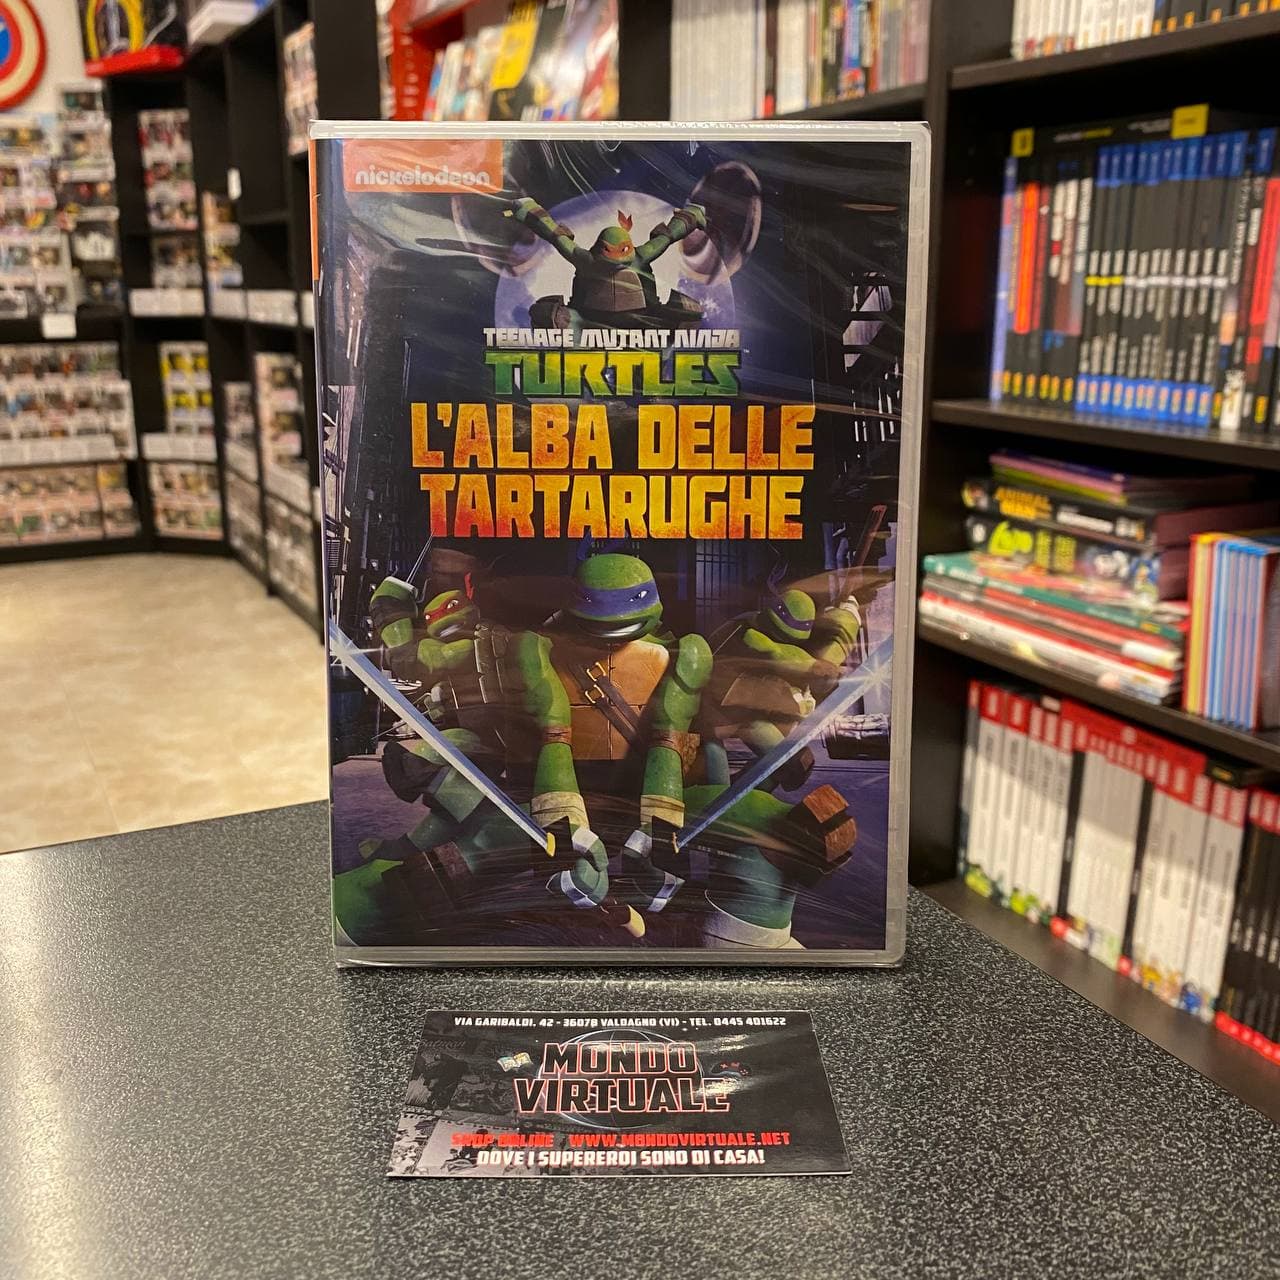 nickelodeon
TEENAGE MUTANT NINJA
TURTLES™
L'ALBA DELLE
TARTARUGHE
VIA GARIBALDI, 42 - 36078 VALDAGNO (VI) - TEL. 0445 401622
MONDO
VIRTUALE
SHOP ONLINE WWW.MONDOVIRTUALE.NET
DOVE I SUPEREROI SONO DI CASA!